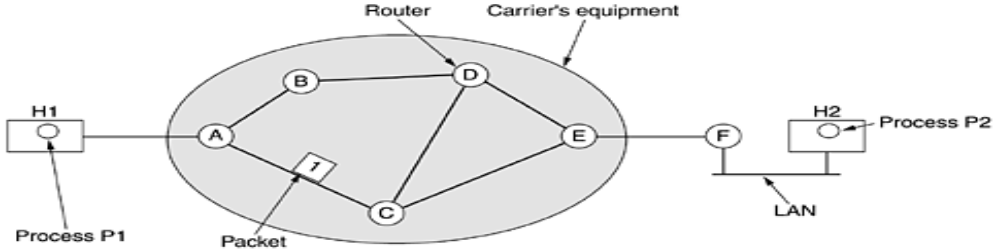 Router
Carrier's equipment
B
D
H1
H2
Process P2
A
E
F
1
C
LAN
Process P1
Packet